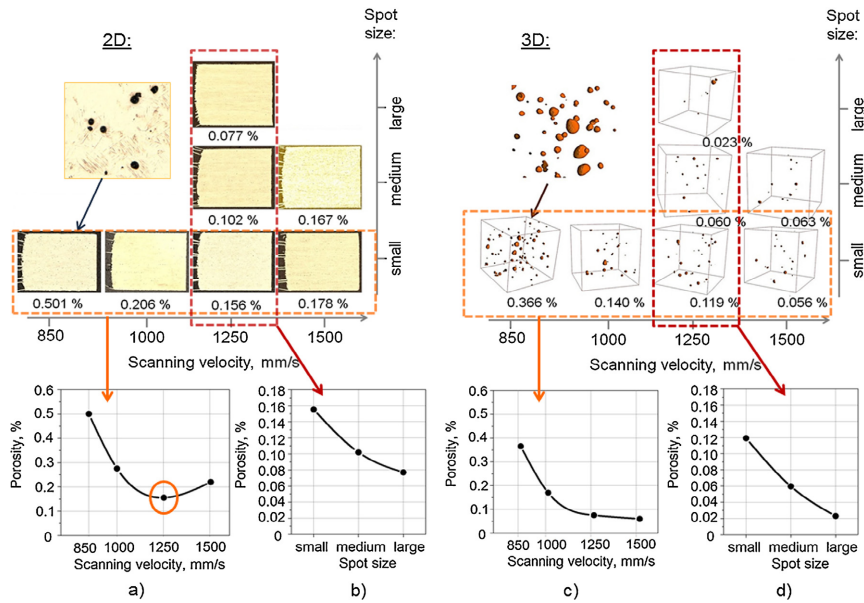 2D:
Spot
size:
large
medium
small
0.077 %
0.102 %
0.167 %
0.501 %
0.206 %
0.156 %
0.178 %
850
1000
1250
1500
Scanning velocity, mm/s
3D:
Spot
size:
large
medium
small
0.023 %
0.060 %
0.063 %
0.366 %
0.140 %
0.119 %
0.056 %
850
1000
1250
1500
Scanning velocity, mm/s
Porosity, %
0.6
0.5
0.4
0.3
0.2
0.1
0
850 1000 1250 1500
Scanning velocity, mm/s
a)
Porosity, %
0.18
0.16
0.14
0.12
0.10
0.08
0.06
0.04
0.02
0
small medium large
Spot size
b)
Porosity, %
0.6
0.5
0.4
0.3
0.2
0.1
0
850 1000 1250 1500
Scanning velocity, mm/s
c)
Porosity, %
0.18
0.16
0.14
0.12
0.10
0.08
0.06
0.04
0.02
0
small medium large
Spot size
d)